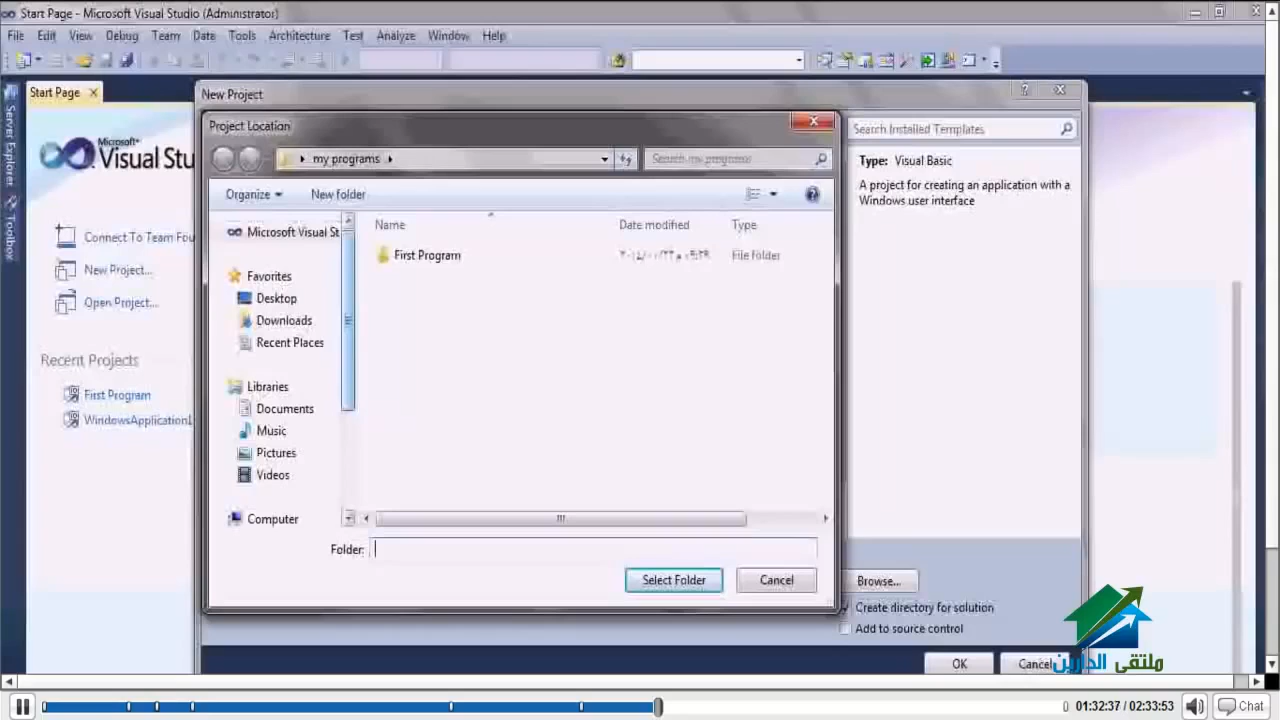 Start Page - Microsoft Visual Studio (Administrator)
File Edit View Debug Team Data Tools Architecture Test Analyze Window Help
Server Explorer
Toolbox
Start Page
Microsoft
Visual Stu
Connect To Team Fou
New Project...
Open Project...
Recent Projects
First Program
WindowsApplication1
New Project
Project Location
my programs
Search my programs
Organize New folder
Microsoft Visual St
Favorites
Desktop
Downloads
Recent Places
Libraries
Documents
Music
Pictures
Videos
Computer
Name Date modified Type
First Program File folder
Folder:
Select Folder Cancel
Search Installed Templates
Type: Visual Basic
A project for creating an application with a
Windows user interface
Browse...
Create directory for solution
Add to source control
OK Cancel
ملتقى الدارين
01:32:37 / 02:33:53 Chat